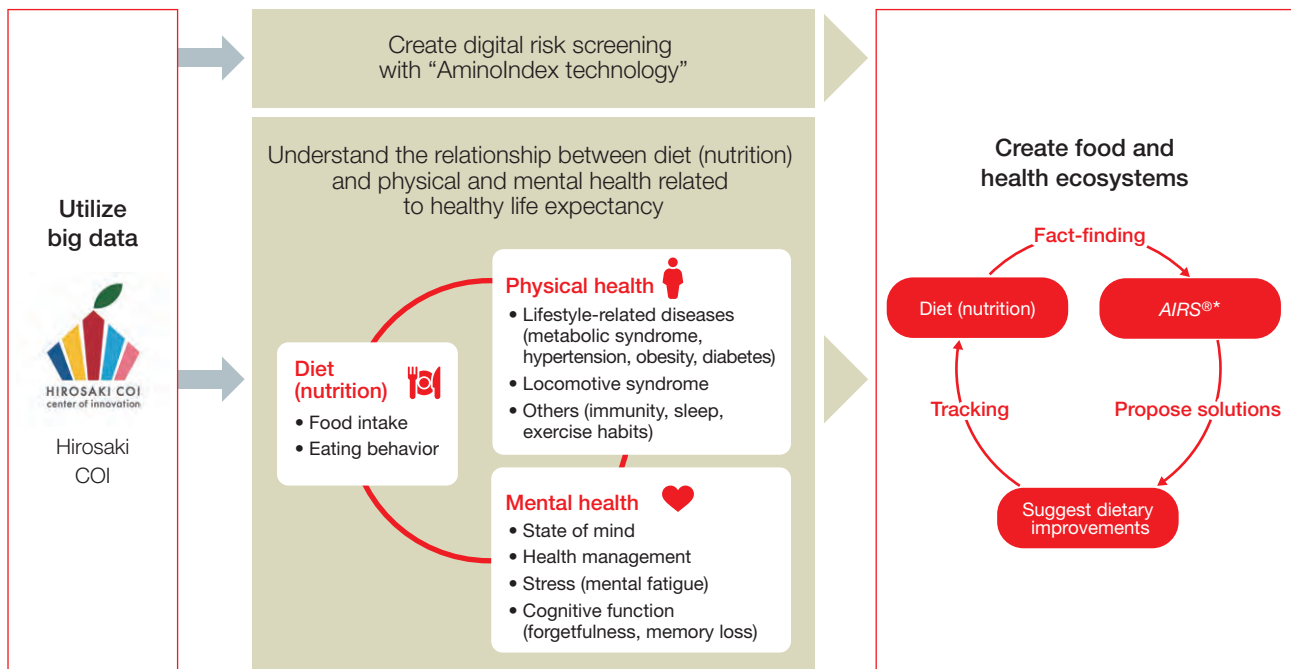 Utilize
big data
HIROSAKI COI
center of innovation
Hirosaki
COI
Create digital risk screening
with “AminoIndex technology”
Understand the relationship between diet (nutrition)
and physical and mental health related
to healthy life expectancy
Diet
(nutrition)
• Food intake
• Eating behavior
Physical health
• Lifestyle-related diseases
(metabolic syndrome,
hypertension, obesity, diabetes)
• Locomotive syndrome
• Others (immunity, sleep,
exercise habits)
Mental health
• State of mind
• Health management
• Stress (mental fatigue)
• Cognitive function
(forgetfulness, memory loss)
Create food and
health ecosystems
Fact-finding
Diet (nutrition)
AIRS®*
Tracking
Propose solutions
Suggest dietary
improvements